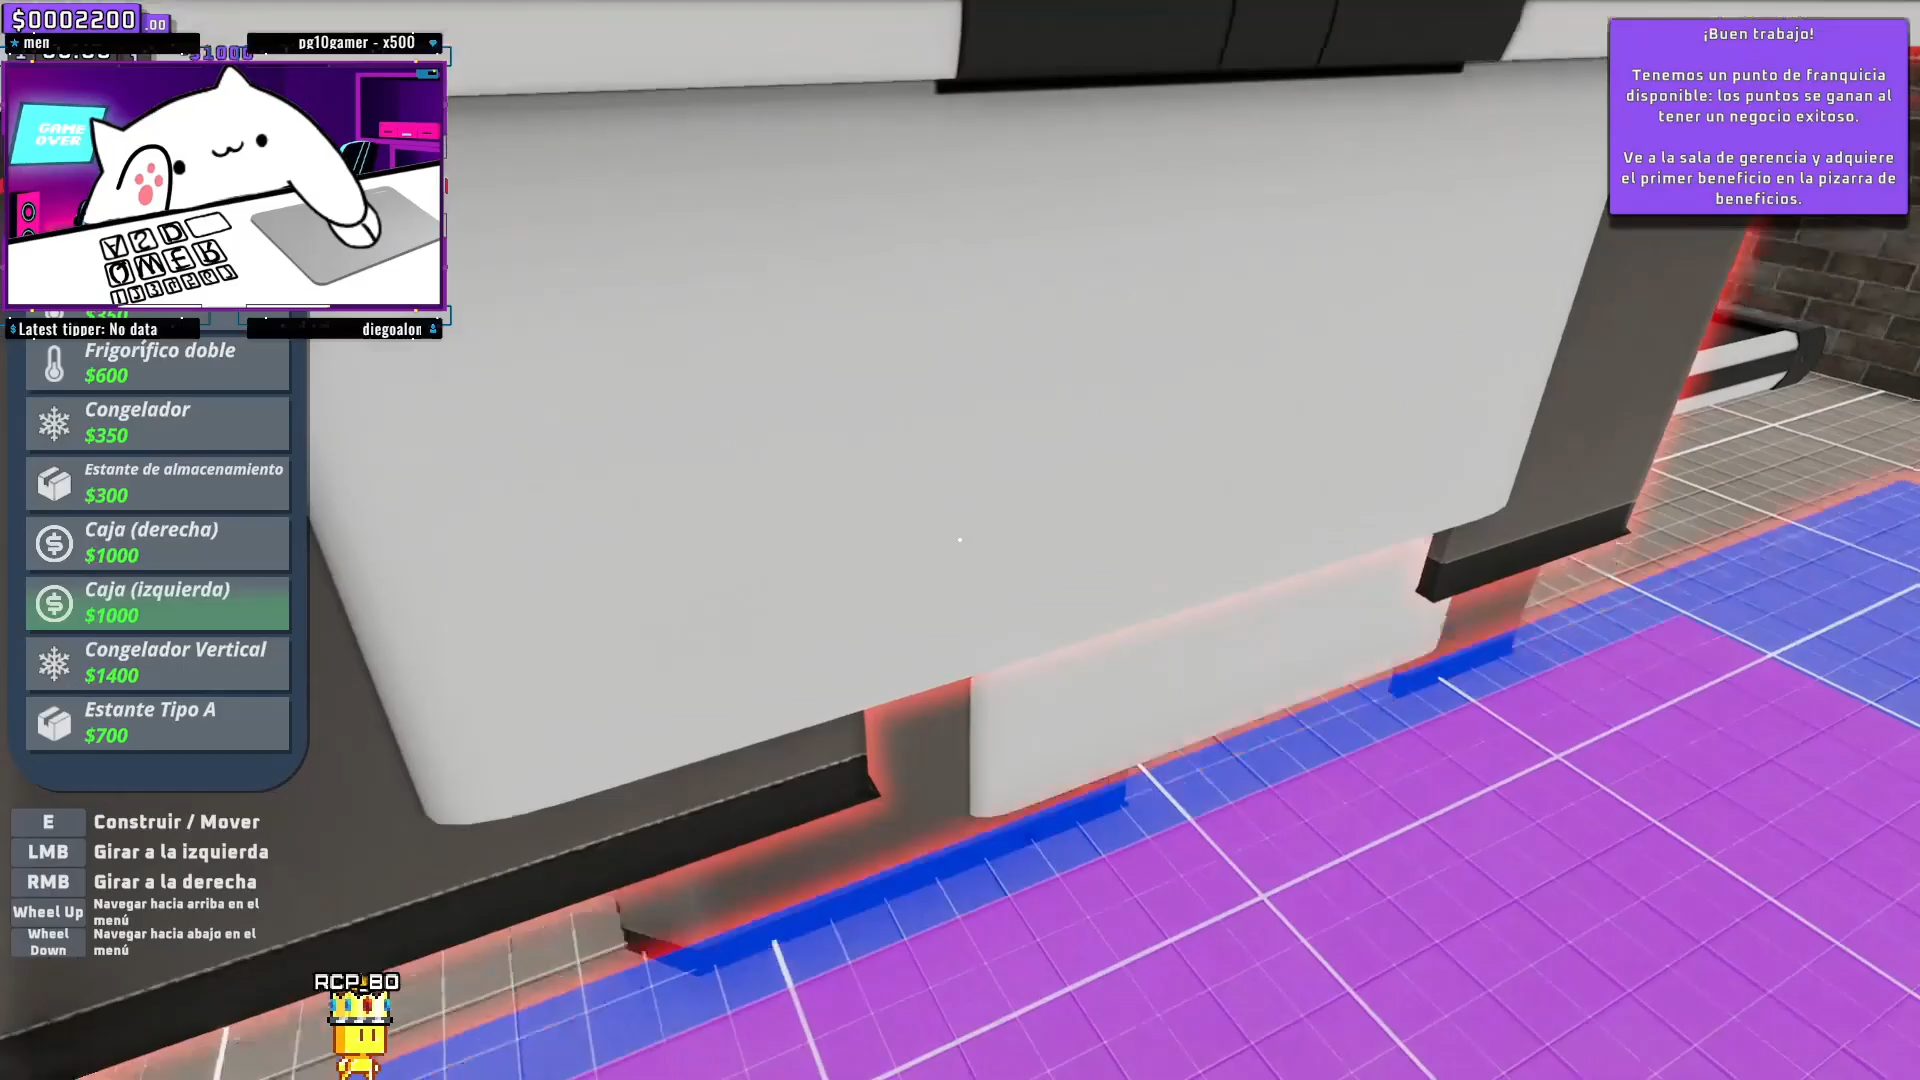 $0002200.00
men
pg10gamer - x500
$1000
GAME
OVER
Latest tipper: No data
diegoalon
$350
Frigorífico doble
$600
Congelador
$350
Estante de almacenamiento
$300
Caja (derecha)
$1000
Caja (izquierda)
$1000
Congelador Vertical
$1400
Estante Tipo A
$700
E Construir / Mover
LMB Girar a la izquierda
RMB Girar a la derecha
Wheel Up Navegar hacia arriba en el
menú
Wheel Down Navegar hacia abajo en el
menú
RCP_80
¡Buen trabajo!
Tenemos un punto de franquicia
disponible: los puntos se ganan al
tener un negocio exitoso.
Ve a la sala de gerencia y adquiere
el primer beneficio en la pizarra de
beneficios.